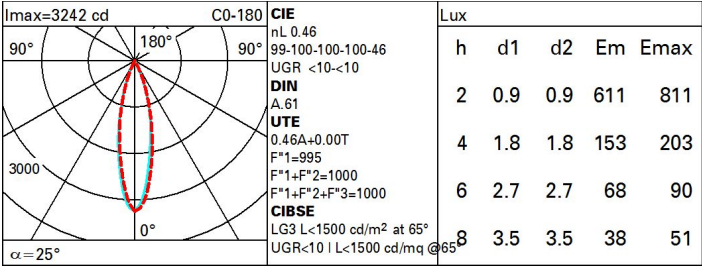 Imax=3242 cd C0-180
90° 180° 90°
3000
0°
α=25°
CIE
nL 0.46
99-100-100-100-46
UGR <10-<10
DIN
A.61
UTE
0.46A+0.00T
F"1=995
F"1+F"2=1000
F"1+F"2+F"3=1000
CIBSE
LG3 L<1500 cd/m² at 65°
UGR<10 | L<1500 cd/mq @65°
Lux
h d1 d2 Em Emax
2 0.9 0.9 611 811
4 1.8 1.8 153 203
6 2.7 2.7 68 90
8 3.5 3.5 38 51